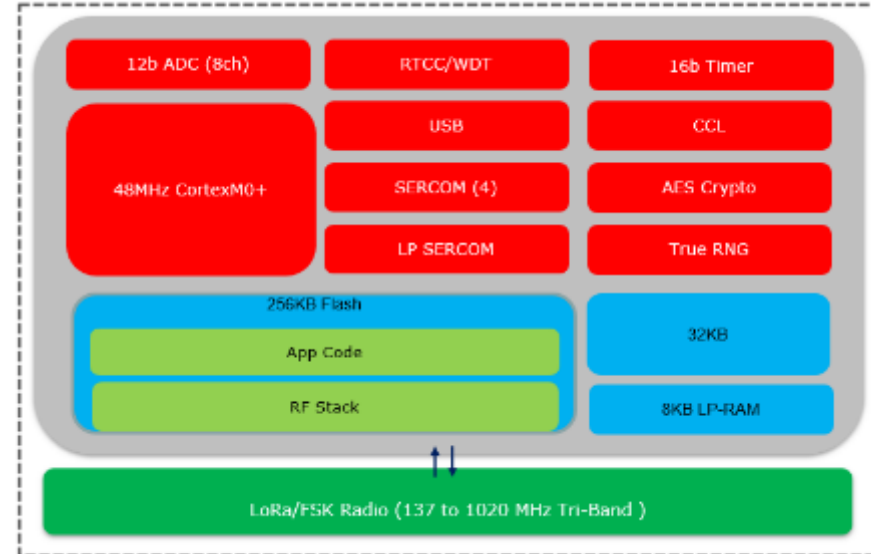 12b ADC (8ch)
RTCC/WDT
16b Timer
48MHz CortexM0+
USB
CCL
SERCOM (4)
AES Crypto
LP SERCOM
True RNG
256KB Flash
App Code
RF Stack
32KB
8KB LP-RAM
LoRa/FSK Radio (137 to 1020 MHz Tri-Band )